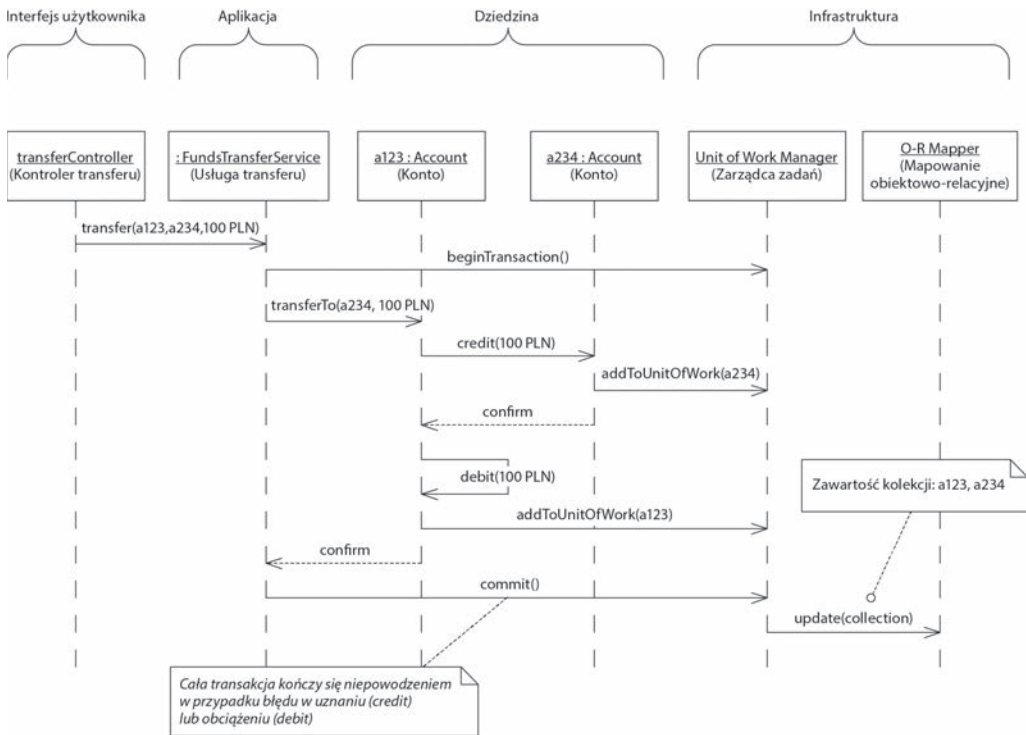 Interfejs użytkownika
Aplikacja
Dziedzina
Infrastruktura
transferController
(Kontroler transferu)
: FundsTransferService
(Usługa transferu)
a123 : Account
(Konto)
a234 : Account
(Konto)
Unit of Work Manager
(Zarządca zadań)
O-R Mapper
(Mapowanie
obiektowo-relacyjne)
transfer(a123,a234,100 PLN)
beginTransaction()
transferTo(a234, 100 PLN)
credit(100 PLN)
addToUnitOfWork(a234)
confirm
debit(100 PLN)
Zawartość kolekcji: a123, a234
addToUnitOfWork(a123)
confirm
commit()
update(collection)
Cała transakcja kończy się niepowodzeniem
w przypadku błędu w uznaniu (credit)
lub obciążeniu (debit)